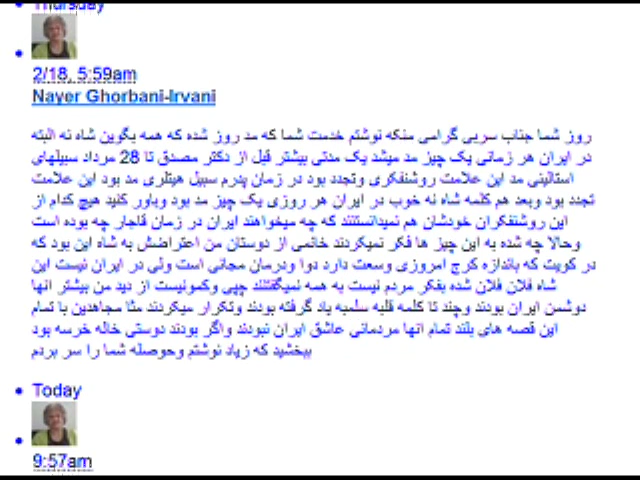 Thursday
2/18, 5:59am
Nayer Ghorbani-Irvani
روز شما جناب سربی گرامی منکه نوشتم خدمت شما که مد روز شده که همه بگوین شاه نه البته
در ایران هر زمانی یک چیز مد میشد یک مدتی بیشتر قبل از دکتر مصدق تا 28 مرداد سبیلهای
استالینی مد این علامت روشنفکری وتجدد بود در زمان پدرم سبیل هیتلری مد بود این علامت
تجدد بود وبعد هم کلمه شاه نه خوب در ایران هر روزی یک چیز مد بود وباور کنید هیچ کدام از
این روشنفکران خودشان هم نمیدانستند که چه میخواهند ایران در زمان قاجار چه بوده است
وحالا چه شده به این چیز ها فکر نمیکردند خانمی از دوستان من اعتراضش به شاه این بود که
در کویت که باندازه کرج امروزی وسعت دارد دوا ودرمان مجانی است ولی در ایران نیست این
شاه فلان فلان شده بفکر مردم نیست به همه نمیگفتند چپی وکمونیست از دید من بیشتر انها
دوشمن ایران بودند وچند تا کلمه قلبه سلمبه یاد گرفته بودند وتکرار میکردند مثا مجاهدین با تمام
این قصه های بلند تمام انها مردمانی عاشق ایران نبودند واگر بودند دوستی خاله خرسه بود
ببخشید که زیاد نوشتم وحوصله شما را سر بردم
Today
9:57am